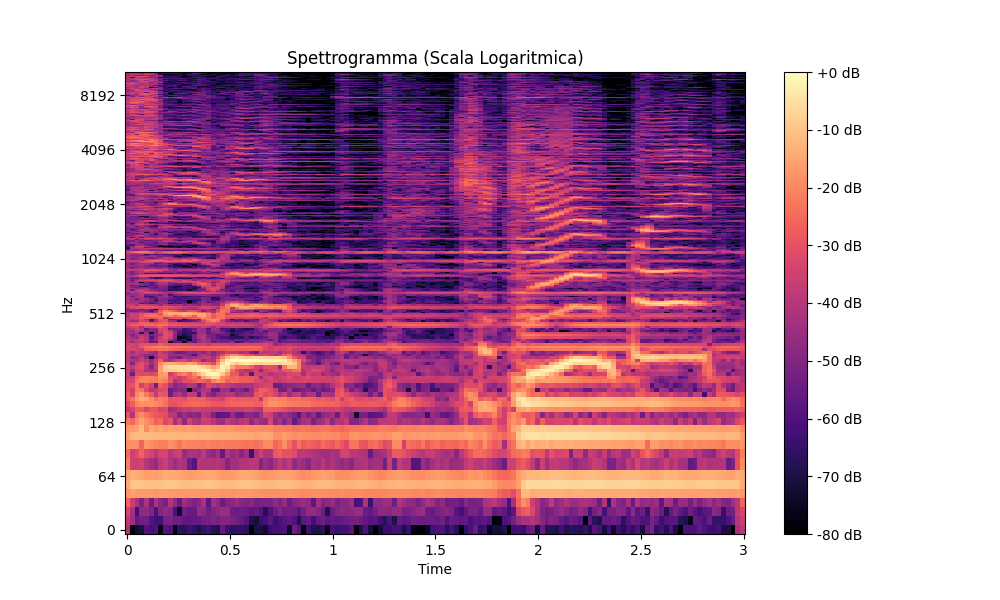 Spettrogramma (Scala Logaritmica)
8192
4096
2048
1024
512
256
128
64
0
Hz
0
0.5
1
1.5
2
2.5
3
Time
+0 dB
-10 dB
-20 dB
-30 dB
-40 dB
-50 dB
-60 dB
-70 dB
-80 dB